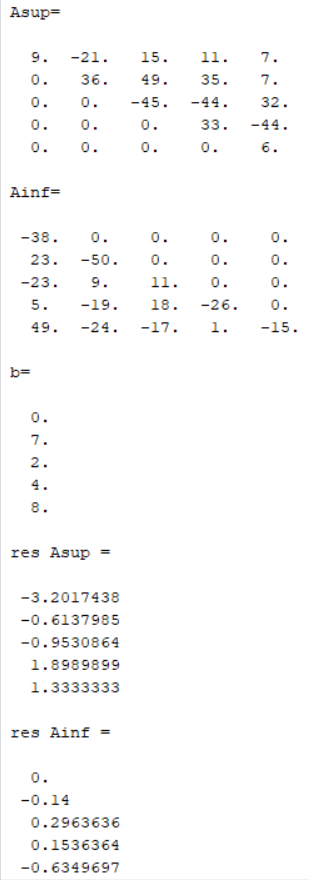 Asup=
9. -21. 15. 11. 7.
0. 36. 49. 35. 7.
0. 0. -45. -44. 32.
0. 0. 0. 33. -44.
0. 0. 0. 0. 6.
Ainf=
-38. 0. 0. 0. 0.
23. -50. 0. 0. 0.
-23. 9. 11. 0. 0.
5. -19. 18. -26. 0.
49. -24. -17. 1. -15.
b=
0.
7.
2.
4.
8.
res Asup =
-3.2017438
-0.6137985
-0.9530864
1.8989899
1.3333333
res Ainf =
0.
-0.14
0.2963636
0.1536364
-0.6349697